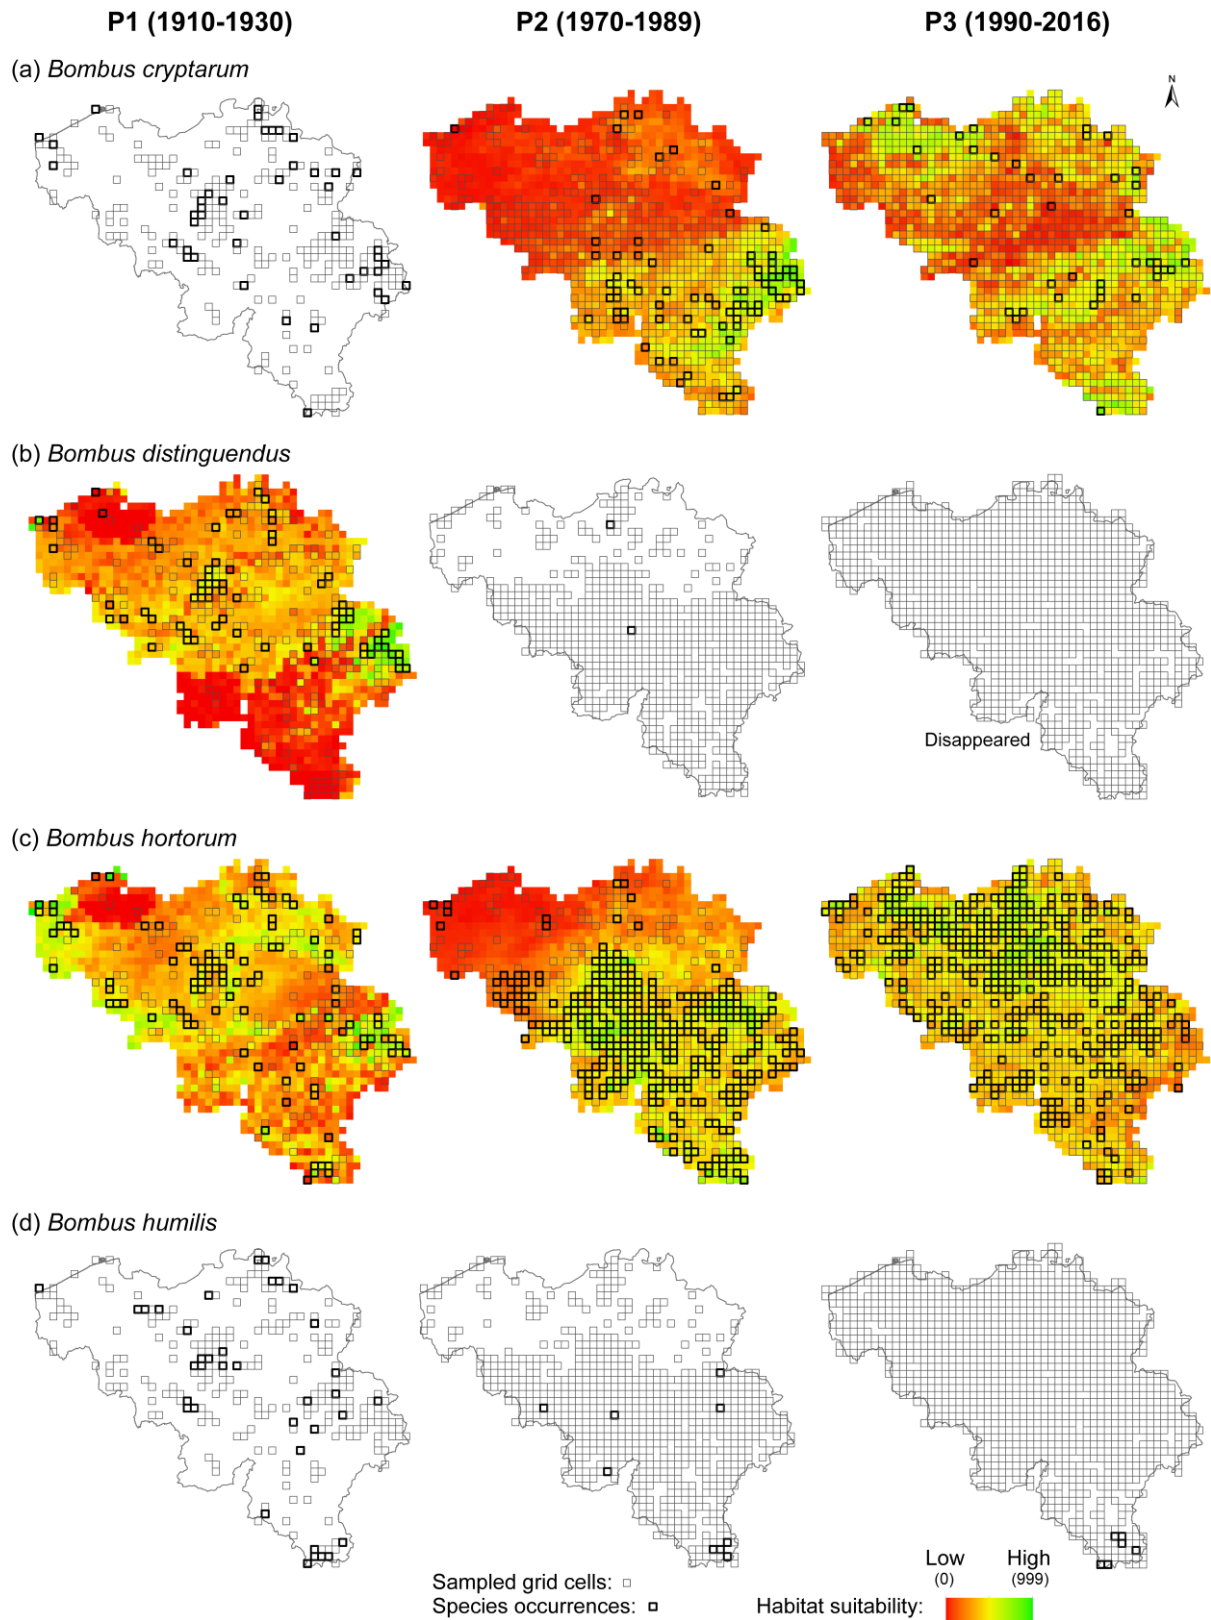 P1 (1910-1930) P2 (1970-1989) P3 (1990-2016)
(a) Bombus cryptarum
N
(b) Bombus distinguendus
Disappeared
(c) Bombus hortorum
(d) Bombus humilis
Low High
(0) (999)
Sampled grid cells:
Species occurrences:
Habitat suitability: